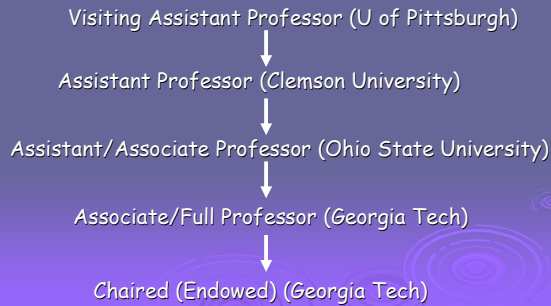 Visiting Assistant Professor (U of Pittsburgh)
Assistant Professor (Clemson University)
Assistant/Associate Professor (Ohio State University)
Associate/Full Professor (Georgia Tech)
Chaired (Endowed) (Georgia Tech)